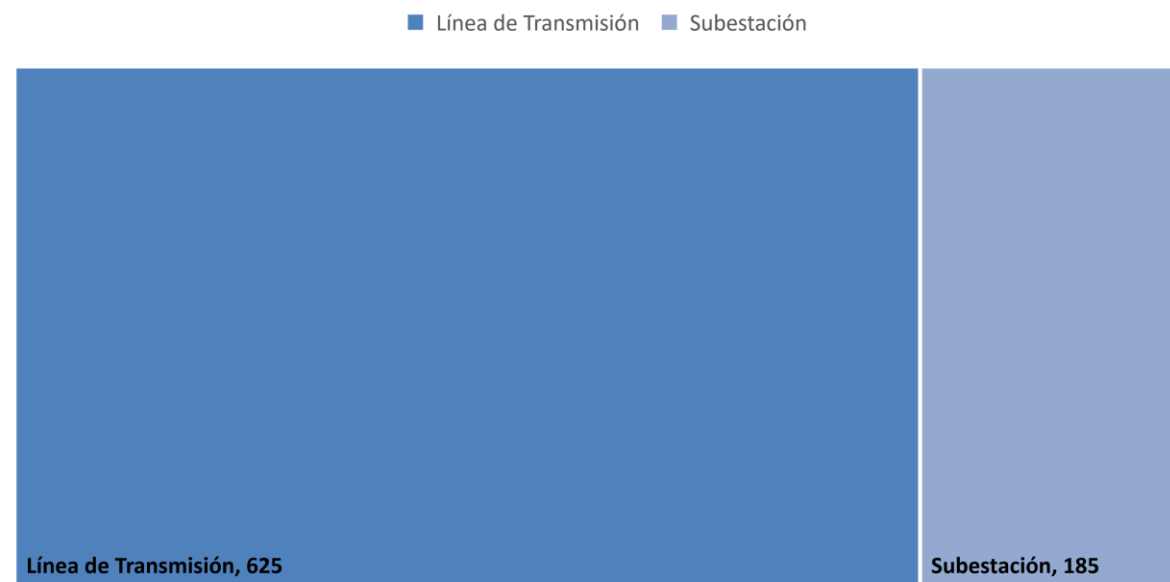 Línea de Transmisión Subestación
Línea de Transmisión, 625 Subestación, 185